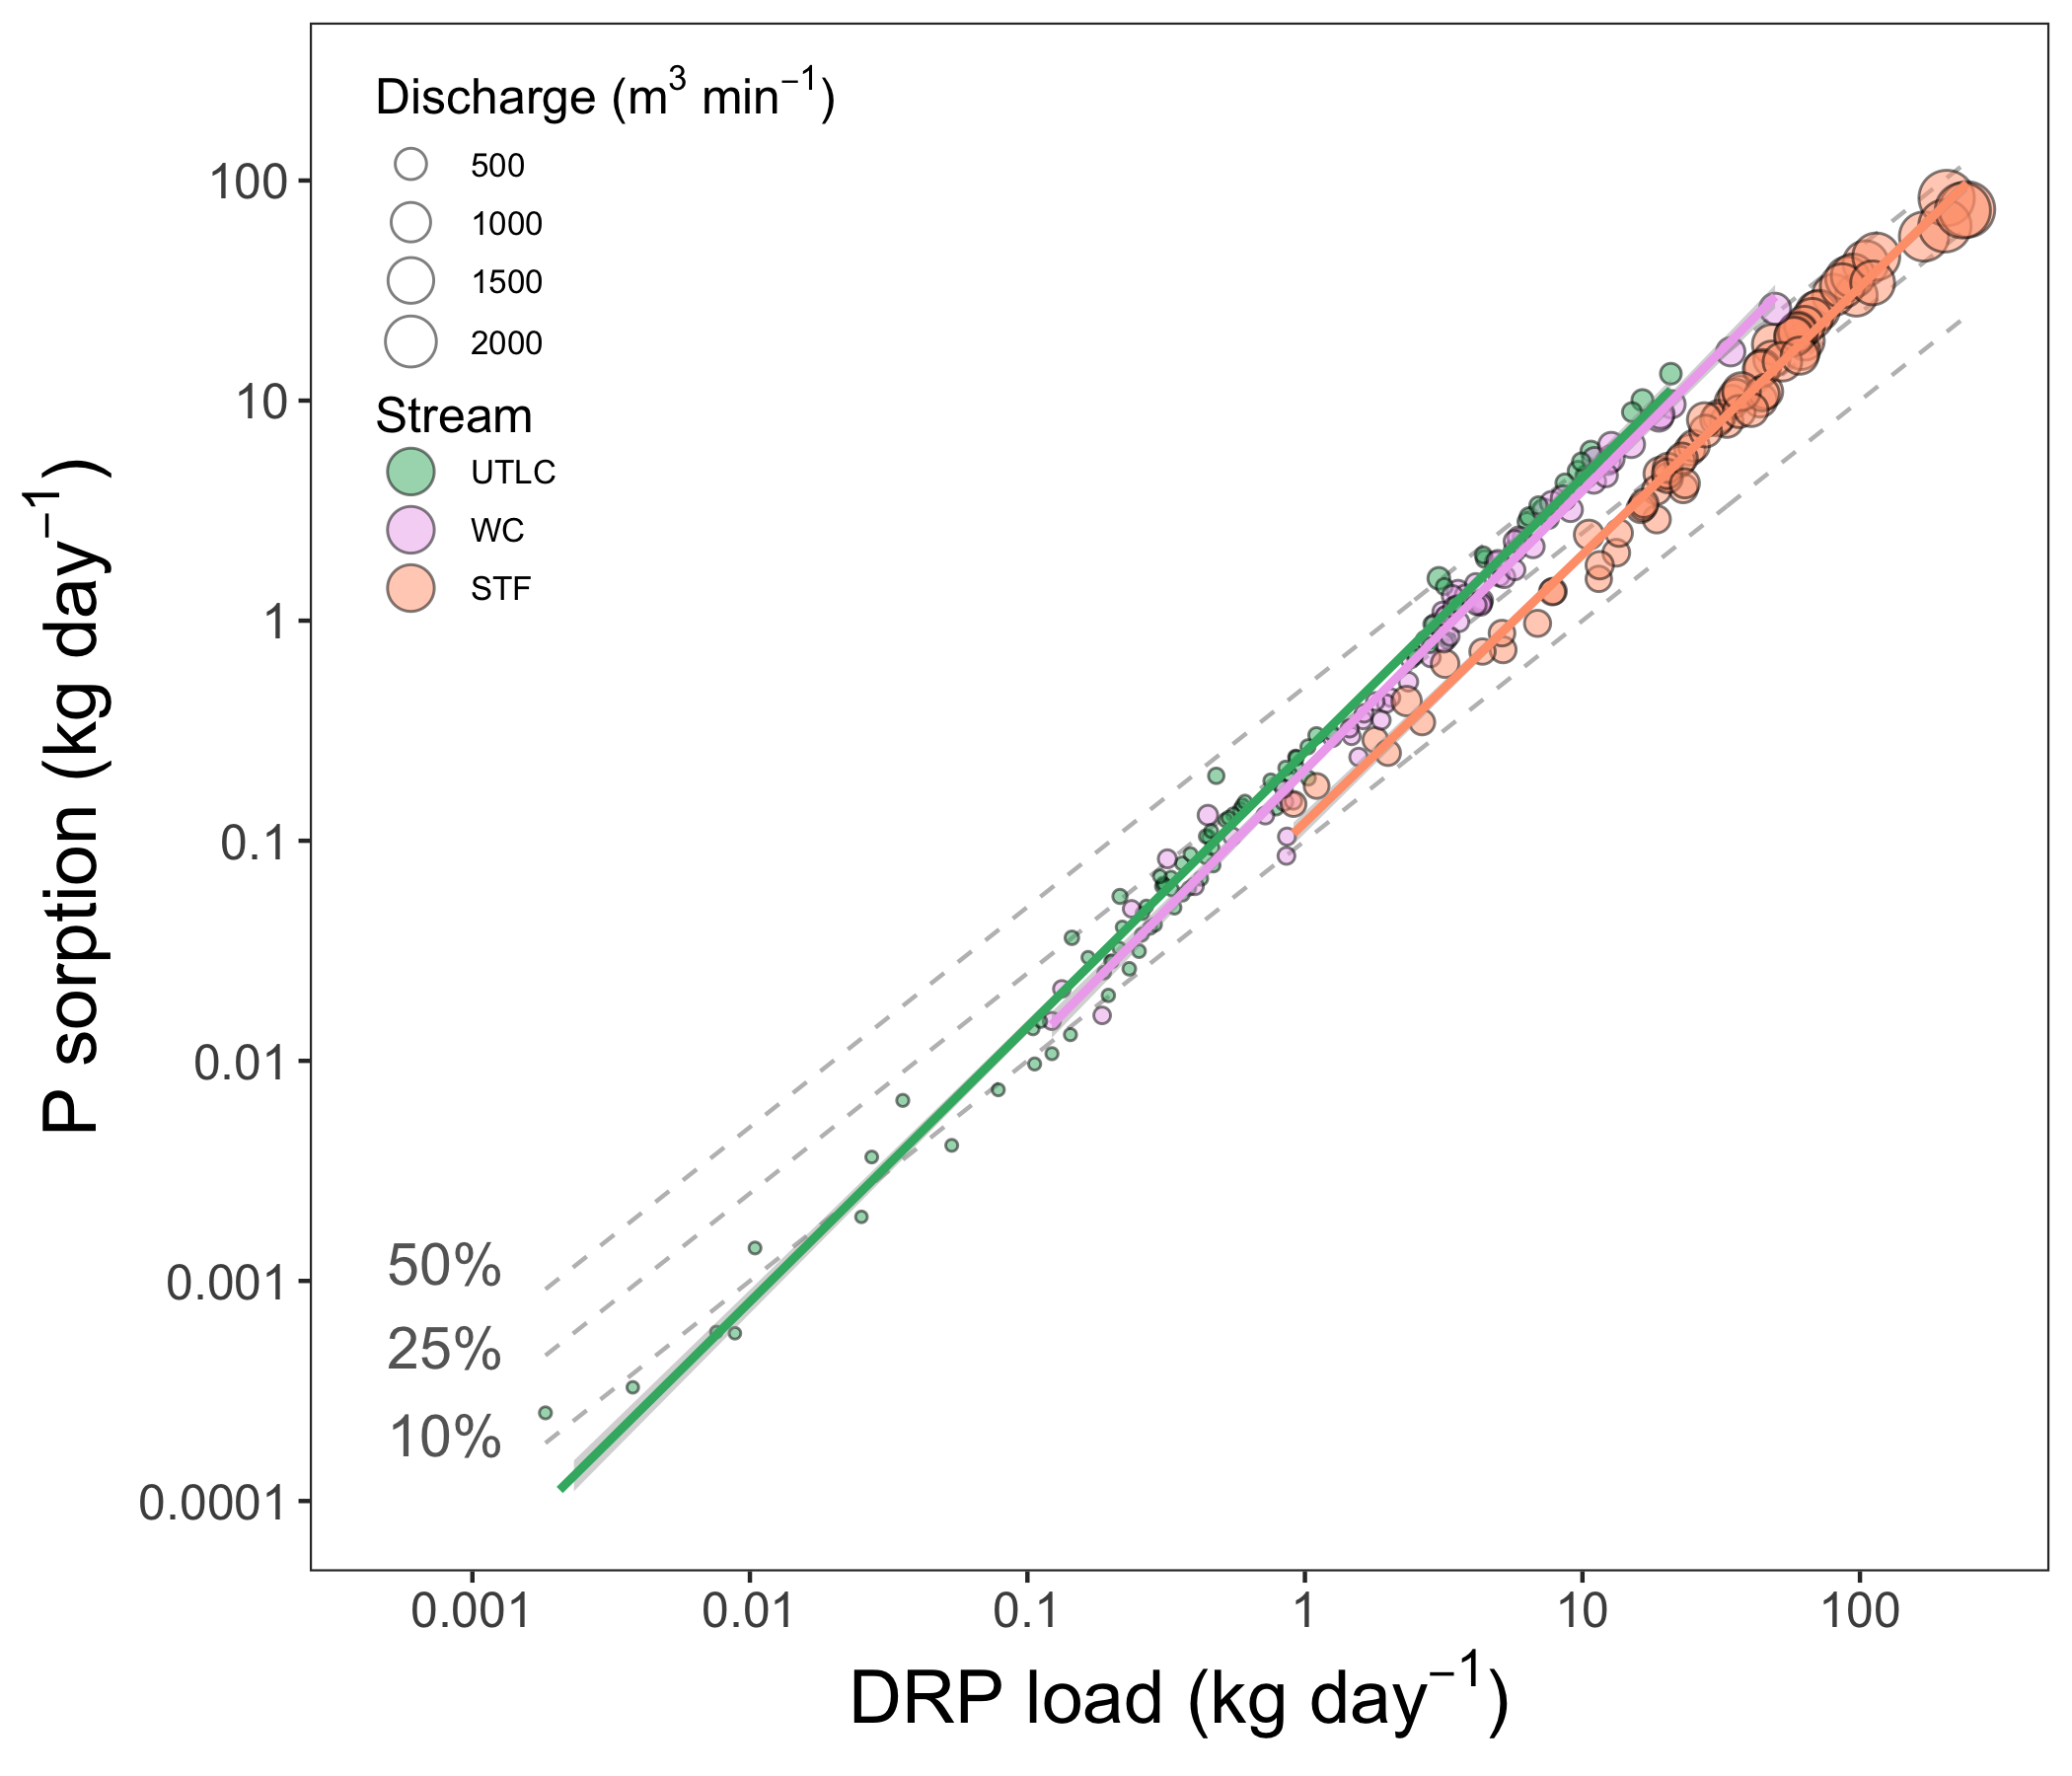 Discharge (m³ min⁻¹)
500
1000
1500
2000
Stream
UTLC
WC
STF
P sorption (kg day⁻¹)
100
10
1
0.1
0.01
0.001
0.0001
50%
25%
10%
0.001
0.01
0.1
1
10
100
DRP load (kg day⁻¹)